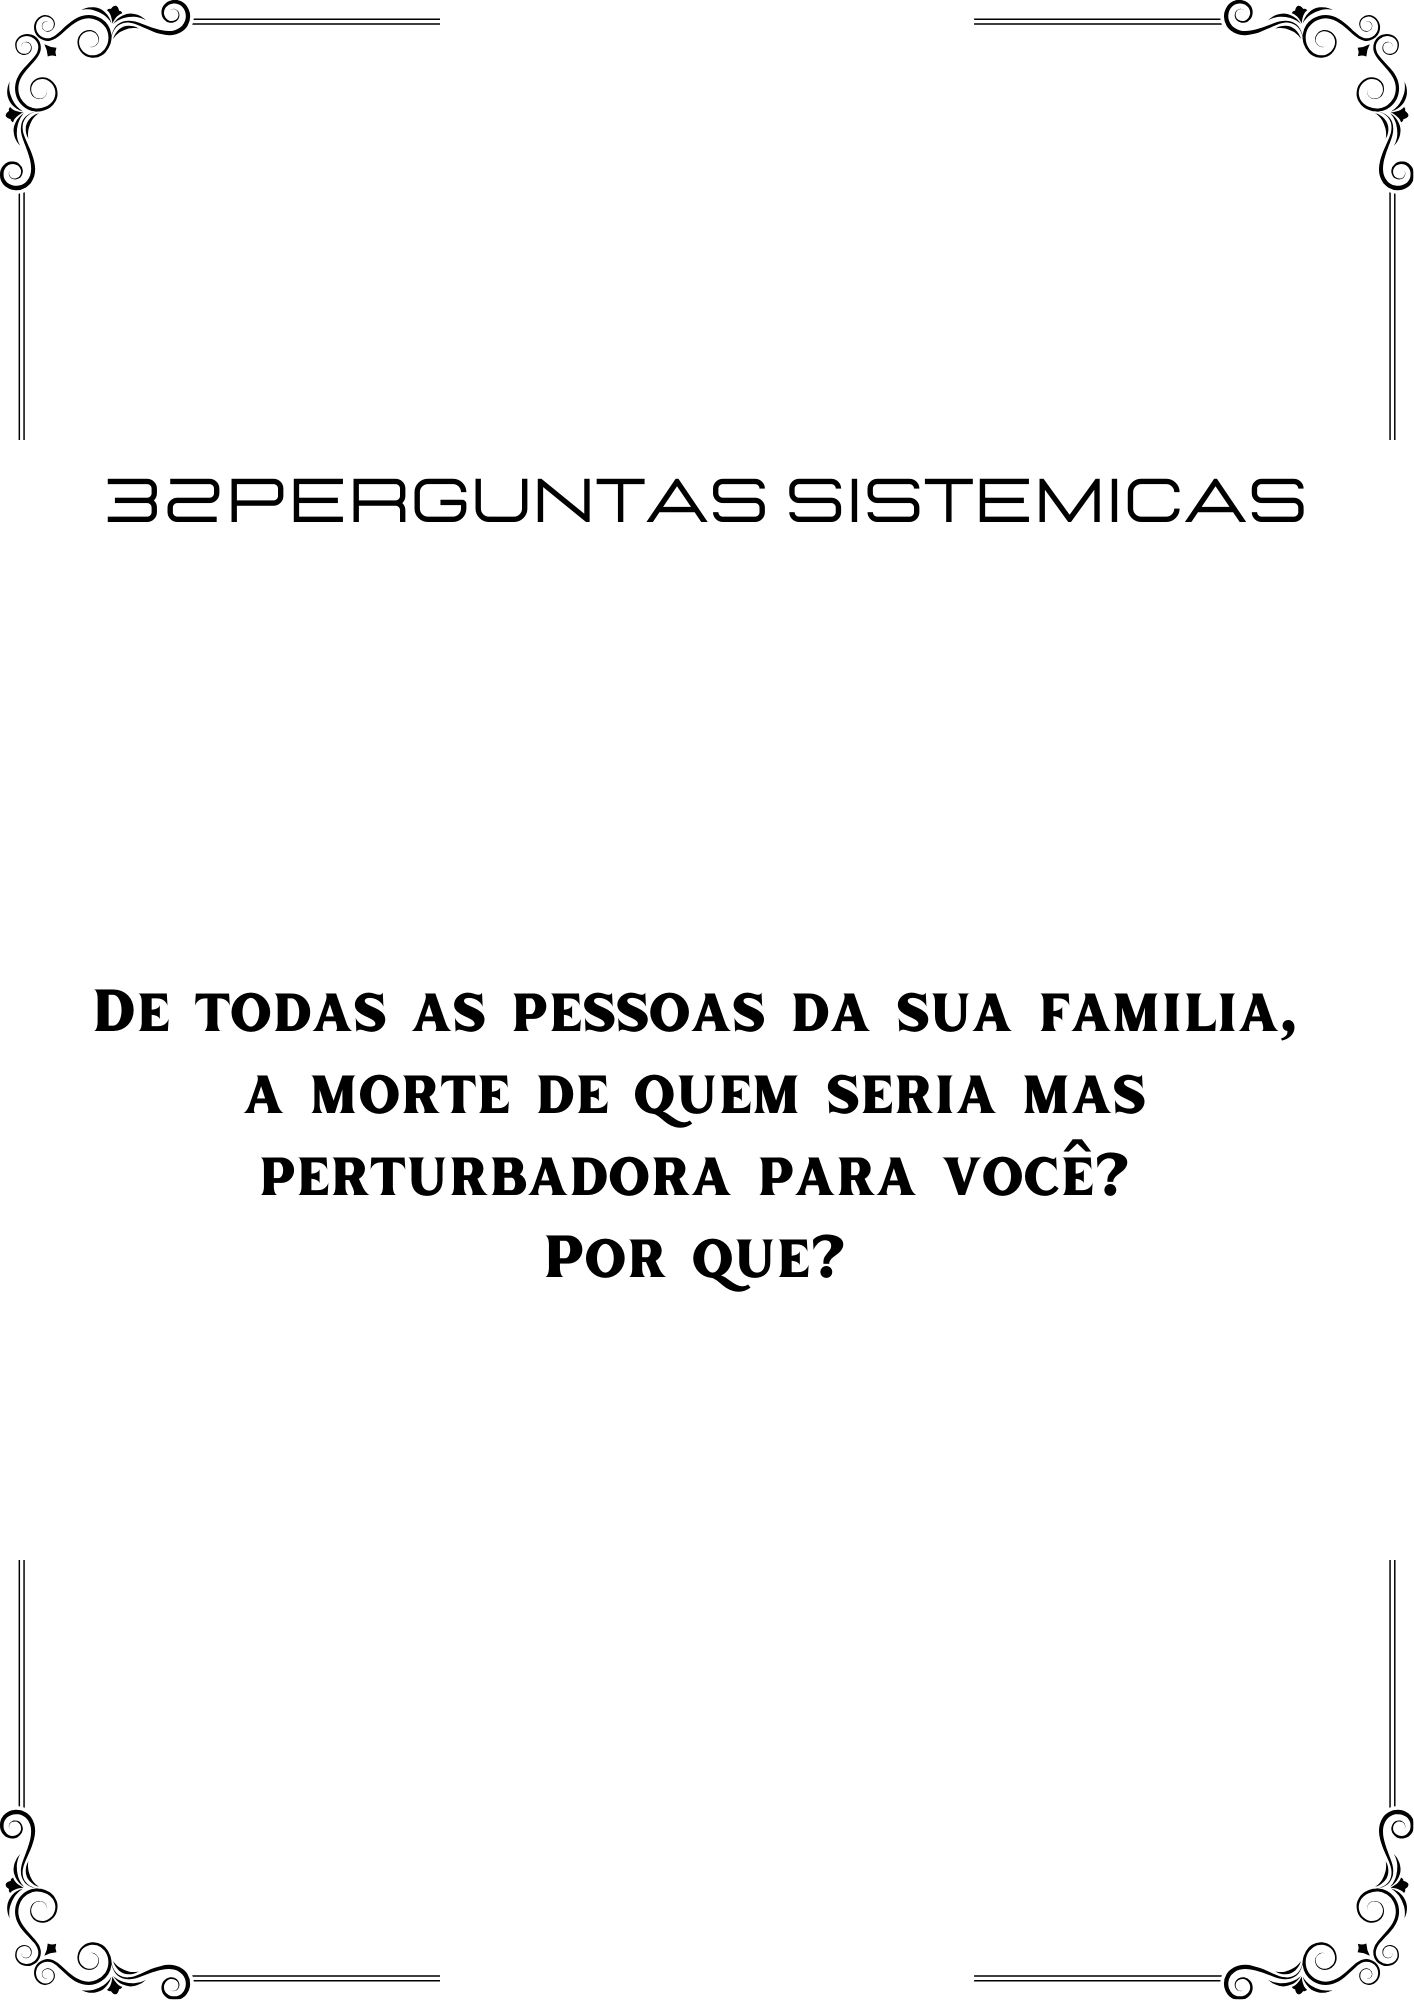 32PERGUNTAS SISTEMICAS
De todas as pessoas da sua familia,
a morte de quem seria mas
perturbadora para você?
Por que?